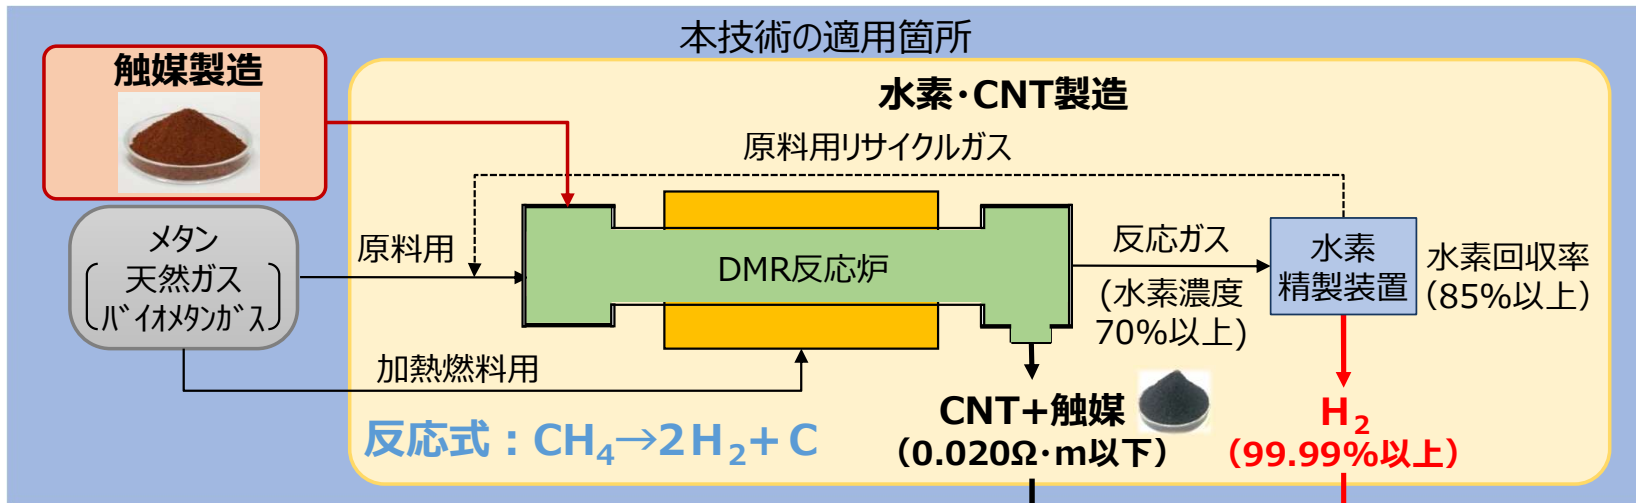 本技術の適用箇所
触媒製造
水素・CNT製造
原料用リサイクルガス
メタン
天然ガス
バイオメタンガス
原料用
DMR反応炉
反応ガス
(水素濃度
70%以上)
水素
精製装置
水素回収率
（85%以上）
加熱燃料用
反応式：CH₄→2H₂+C
CNT+触媒
（0.020Ω·m以下）
H₂
（99.99%以上）